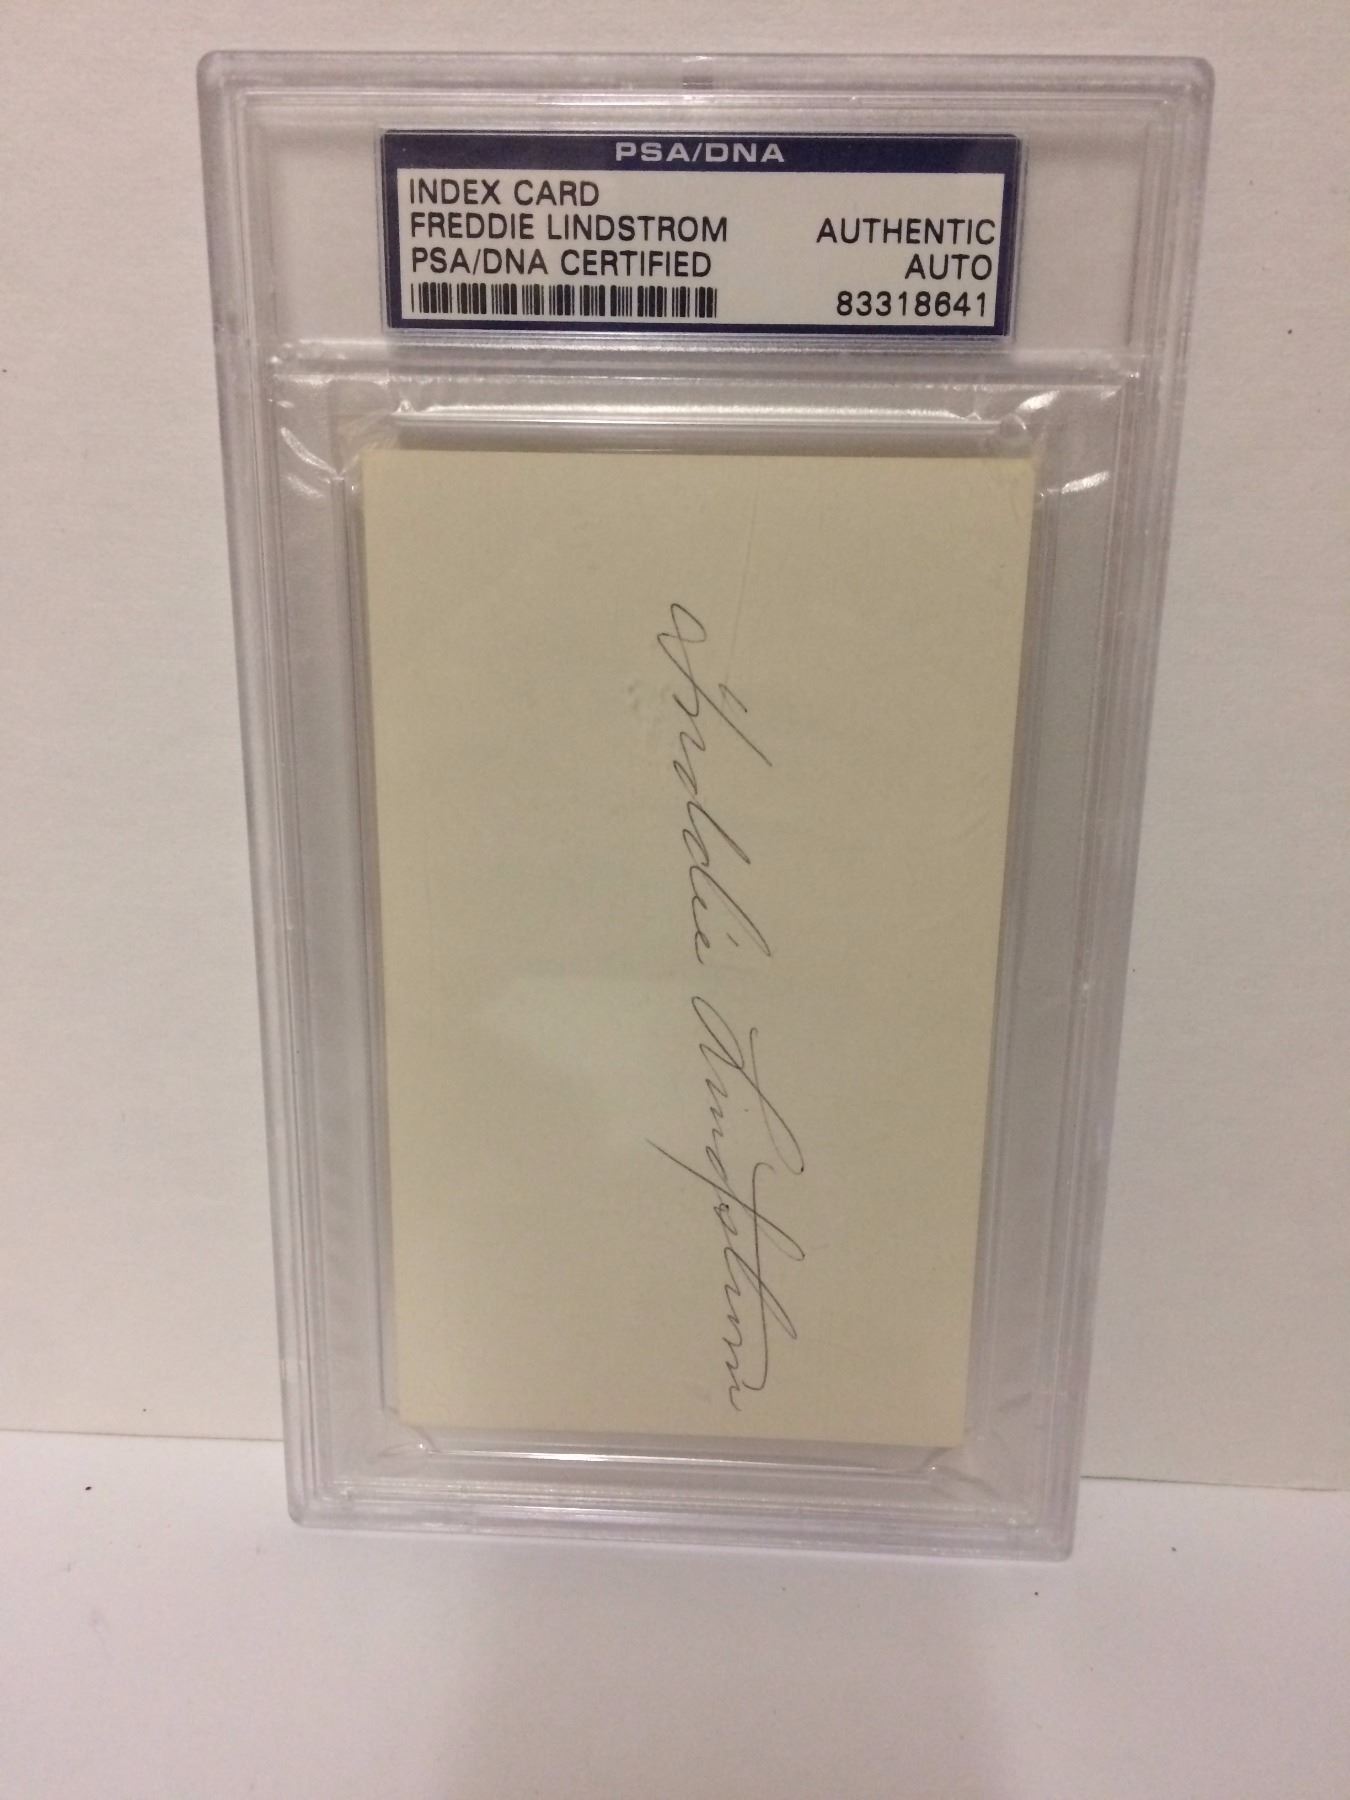 PSA/DNA
INDEX CARD
FREDDIE LINDSTROM
PSA/DNA CERTIFIED
AUTHENTIC
AUTO
83318641
Freddie Lindstrom